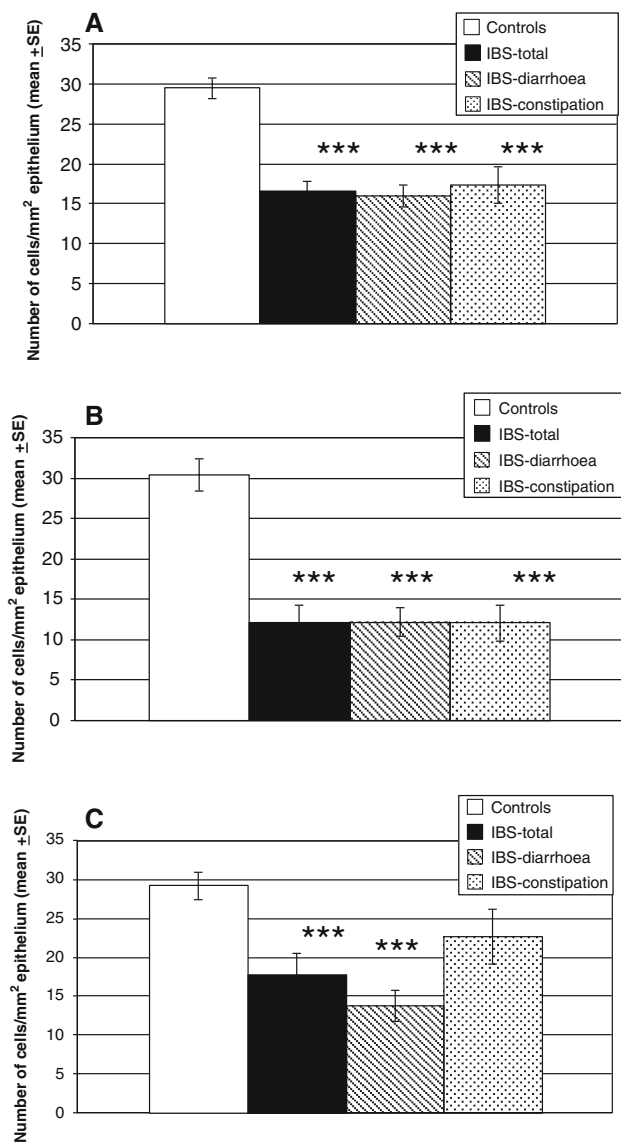 A
Number of cells/mm² epithelium (mean ±SE)
35
30
25
20
15
10
5
0
Controls
IBS-total
IBS-diarrhoea
IBS-constipation
*** *** ***
B
Number of cells/mm² epithelium (mean ±SE)
35
30
25
20
15
10
5
0
Controls
IBS-total
IBS-diarrhoea
IBS-constipation
*** *** ***
C
Number of cells/mm² epithelium (mean ±SE)
35
30
25
20
15
10
5
0
Controls
IBS-total
IBS-diarrhoea
IBS-constipation
*** ***